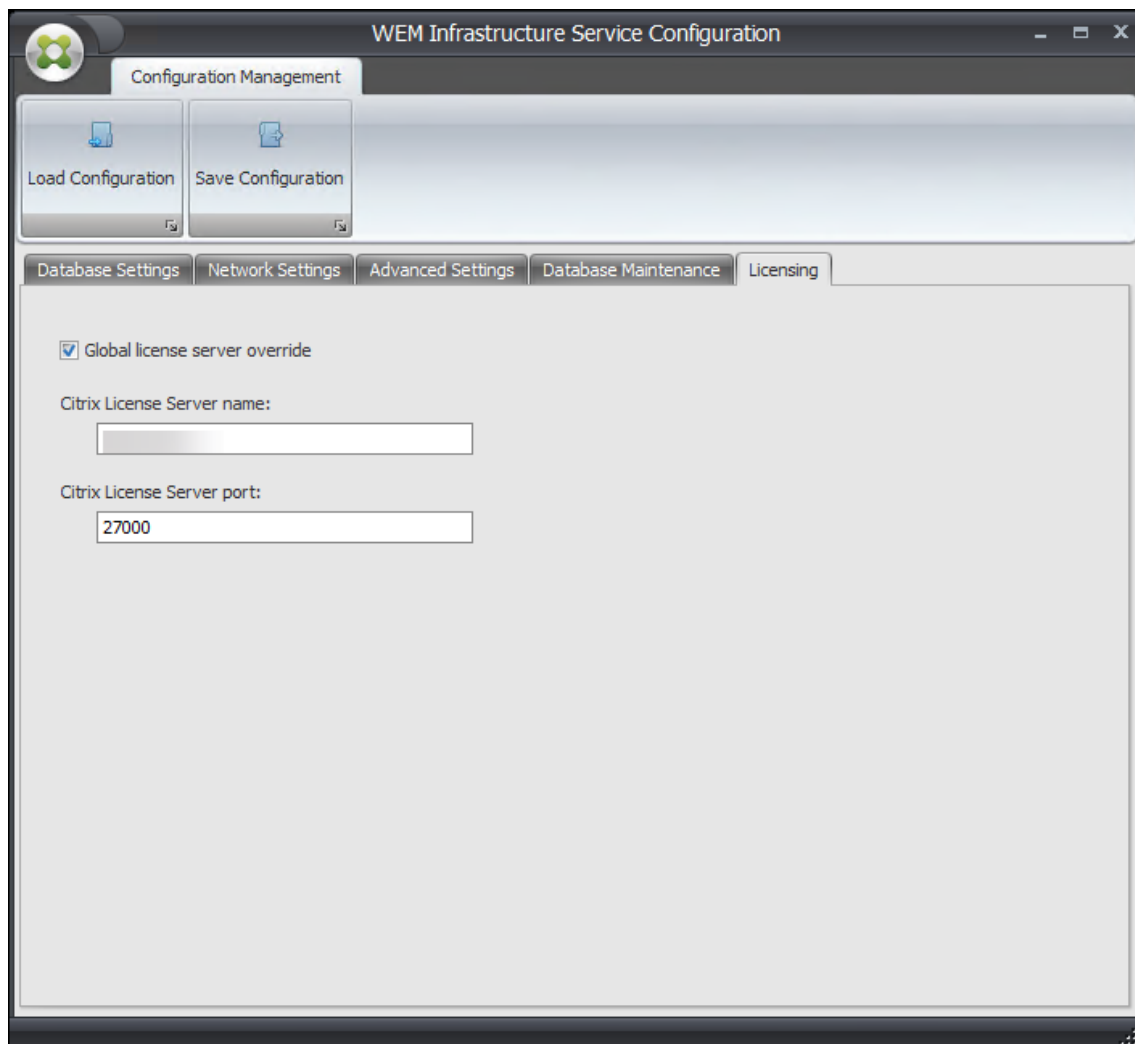 WEM Infrastructure Service Configuration
Configuration Management
Load Configuration Save Configuration
Database Settings Network Settings Advanced Settings Database Maintenance Licensing
Global license server override
Citrix License Server name:
Citrix License Server port:
27000